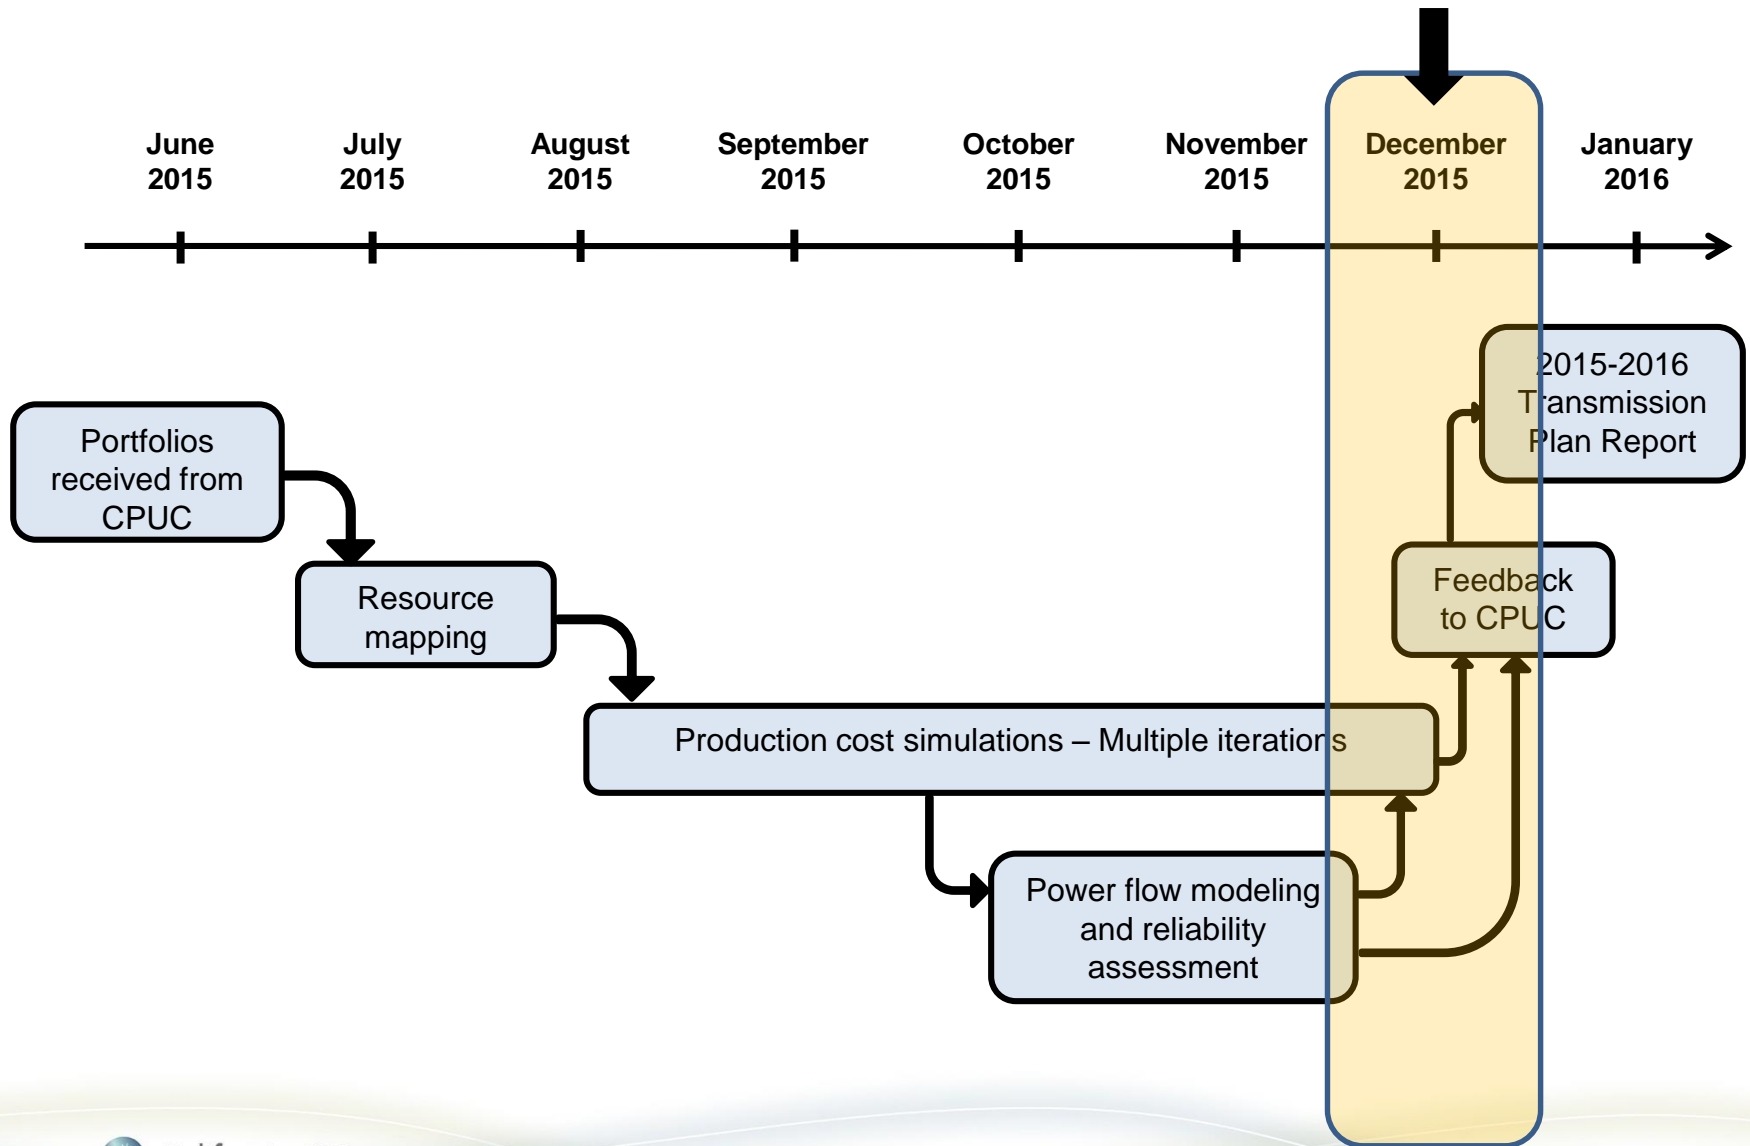 June
2015
July
2015
August
2015
September
2015
October
2015
November
2015
December
2015
January
2016
2015-2016
Transmission
Plan Report
Portfolios
received from
CPUC
Feedback
to CPUC
Resource
mapping
Production cost simulations – Multiple iterations
Power flow modeling
and reliability
assessment